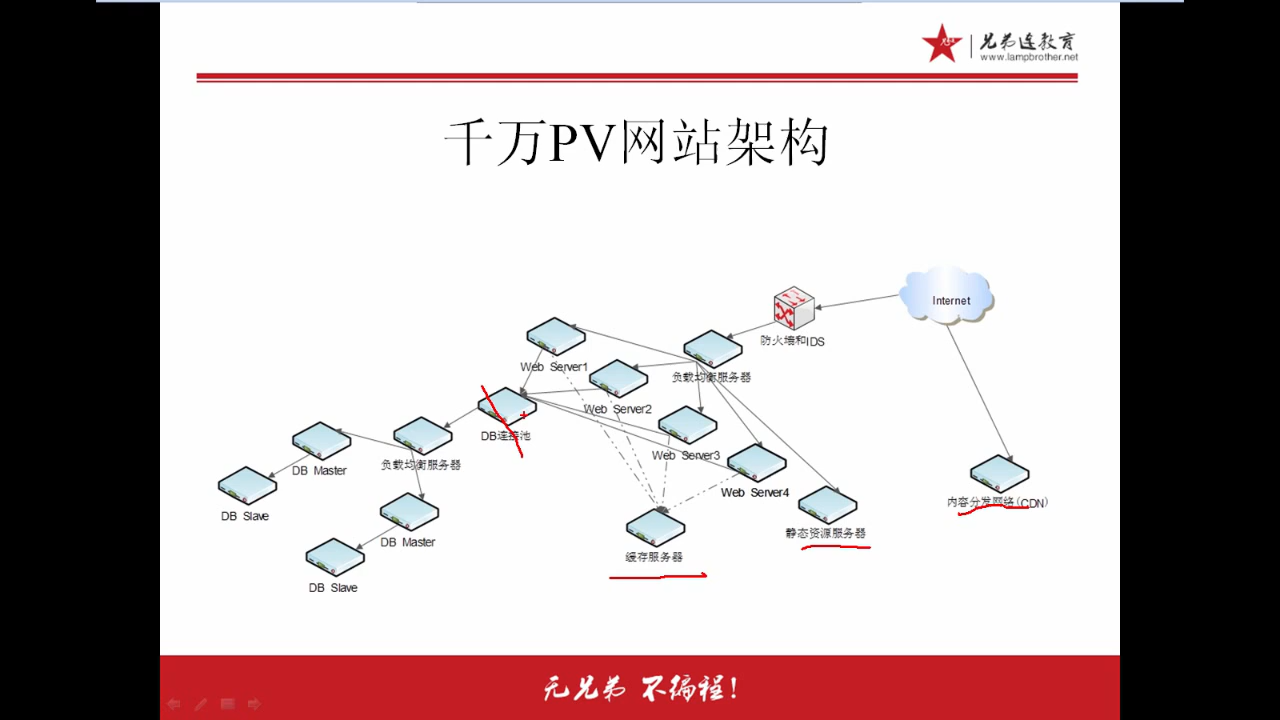 兄弟连教育
www.lampbrother.net
千万PV网站架构
Internet
防火墙和IDS
负载均衡服务器
Web Server1
Web Server2
DB连接池
Web Server3
负载均衡服务器
DB Master
Web Server4
内容分发网络(CDN)
DB Slave
静态资源服务器
DB Master
缓存服务器
DB Slave
无兄弟 不编程!